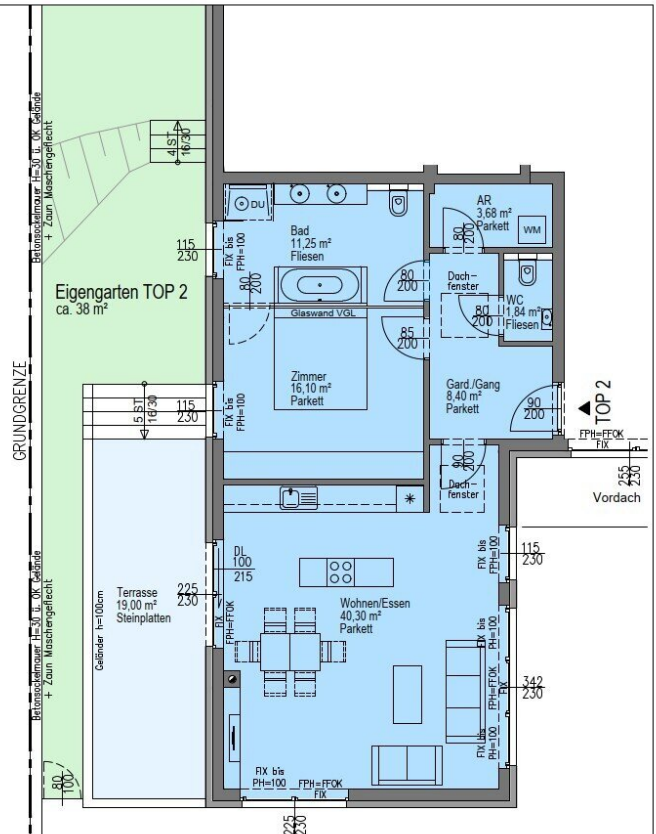 Betonsockelmauer H=30 ü. OK Gelände
+ Zaun Maschengeflecht
4 ST
16/30
DU
Bad
11,25 m²
Fliesen
AR
3,68 m²
Parkett
WM
80
200
115
230
FIX bis
FPH=100
80
200
80
200
Dach-
fenster
80
200
WC
1,84 m²
Fliesen
Eigengarten TOP 2
ca. 38 m²
Glaswand VGL
85
200
GRUNDGRENZE
5 ST
16/30
115
230
FIX bis
FPH=100
Zimmer
16,10 m²
Parkett
Gard./Gang
8,40 m²
Parkett
90
200
TOP 2
FPH=FFOK
FIX
255
230
Vordach
90
200
Dach-
fenster
DL
100
215
225
230
FIX
FPH=FFOK
115
230
FIX bis
FPH=100
Terrasse
19,00 m²
Steinplatten
Geländer h=100cm
Wohnen/Essen
40,30 m²
Parkett
Betonsockelmauer H=30 ü. OK Gelände
+ Zaun Maschengeflecht
FIX bis
PH=100
FPH=FFOK
FIX
342
230
FIX bis
PH=100
80
100
FIX bis
PH=100
FPH=FFOK
FIX
225
230